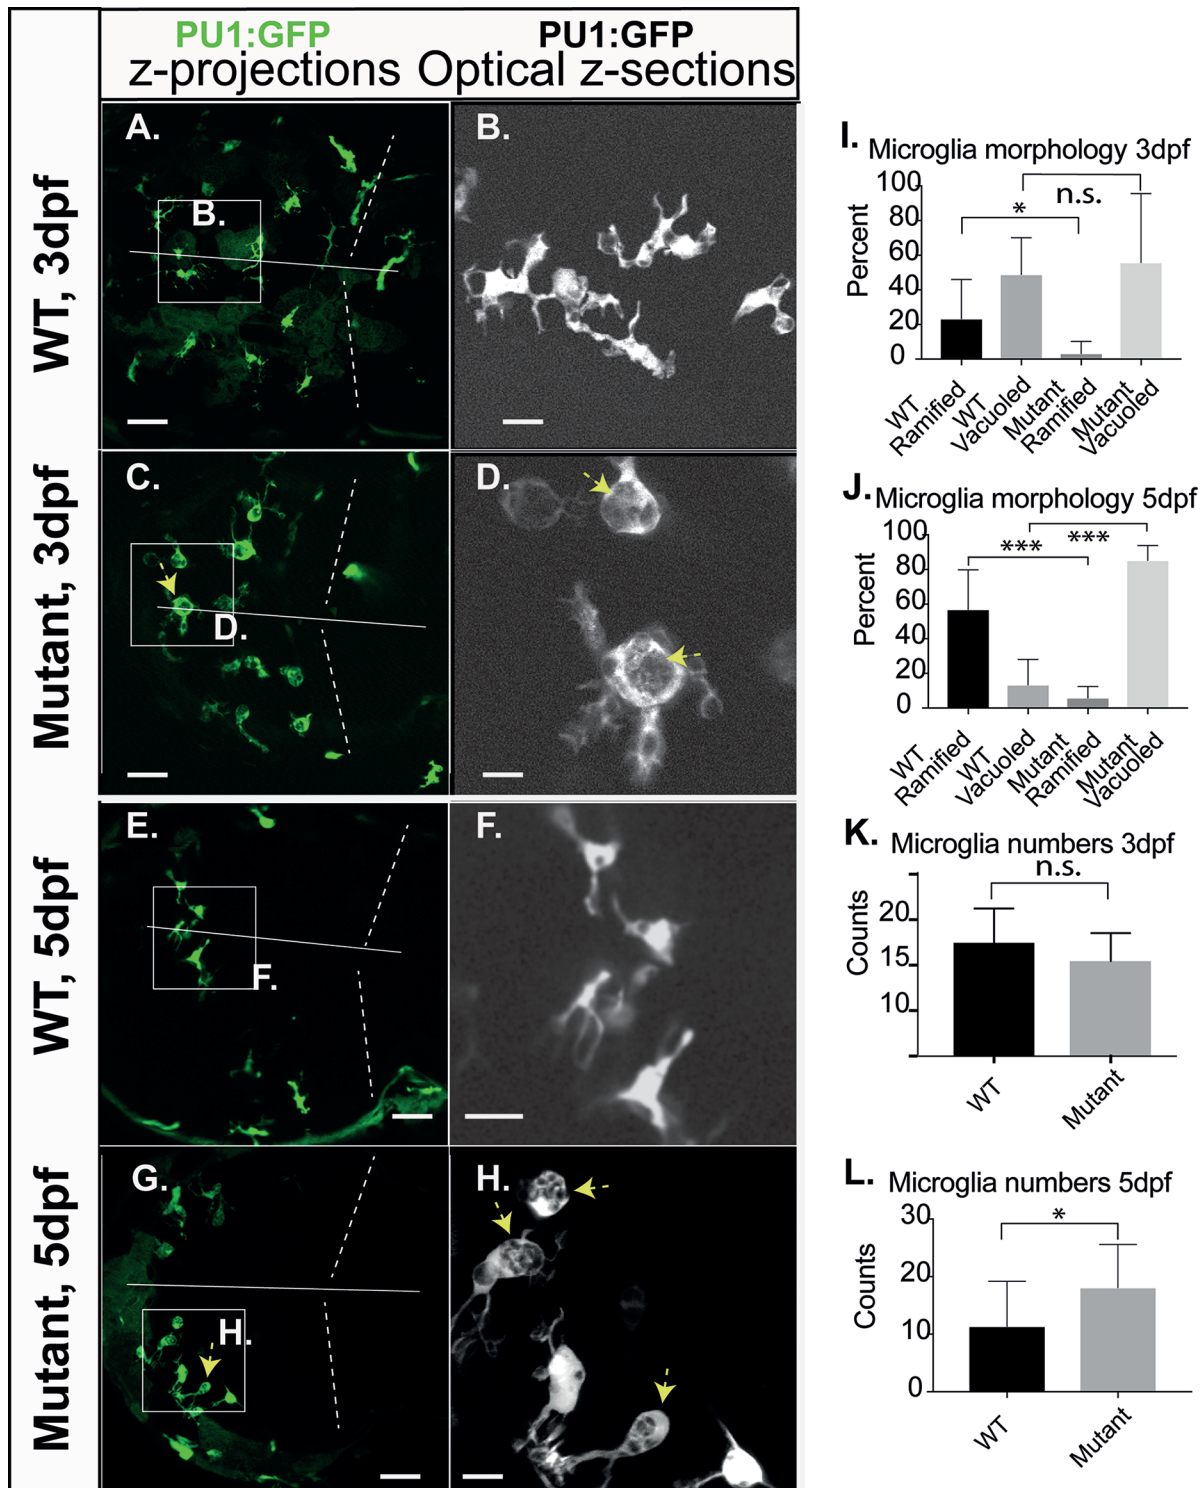 PU1:GFP
z-projections
PU1:GFP
Optical z-sections
WT, 3dpf
A.
B.
B.
Mutant, 3dpf
C.
D.
D.
WT, 5dpf
E.
F.
F.
Mutant, 5dpf
G.
H.
H.
I. Microglia morphology 3dpf
n.s.
*
Percent
100
80
60
40
20
0
WT
Ramified
WT
Vacuoled
Mutant
Ramified
Mutant
Vacuoled
J. Microglia morphology 5dpf
***
***
Percent
100
80
60
40
20
0
WT
Ramified
WT
Vacuoled
Mutant
Ramified
Mutant
Vacuoled
K. Microglia numbers 3dpf
n.s.
Counts
20
15
10
WT
Mutant
L. Microglia numbers 5dpf
*
Counts
30
20
10
0
WT
Mutant